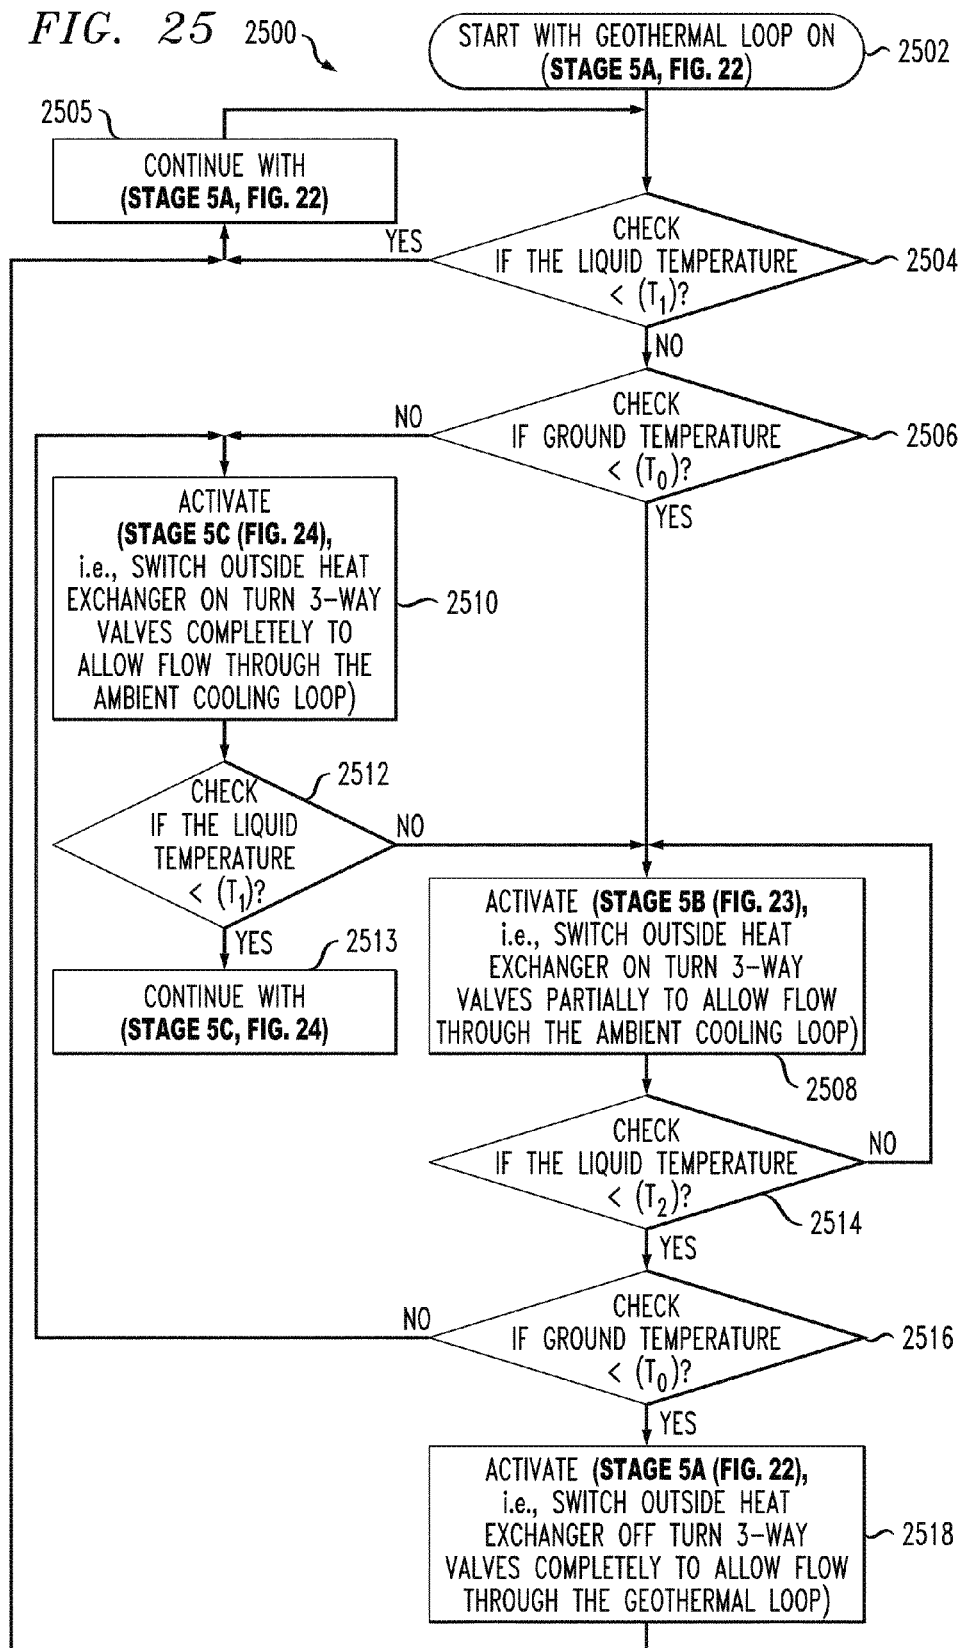 FIG. 25
2500
START WITH GEOTHERMAL LOOP ON
(STAGE 5A, FIG. 22)
2502
2505
CONTINUE WITH
(STAGE 5A, FIG. 22)
YES
CHECK
IF THE LIQUID TEMPERATURE
< (T1)?
2504
NO
CHECK
IF GROUND TEMPERATURE
< (T0)?
2506
NO
YES
ACTIVATE
(STAGE 5C (FIG. 24),
i.e., SWITCH OUTSIDE HEAT
EXCHANGER ON TURN 3-WAY
VALVES COMPLETELY TO
ALLOW FLOW THROUGH THE
AMBIENT COOLING LOOP)
2510
CHECK
IF THE LIQUID
TEMPERATURE
< (T1)?
2512
NO
YES
2513
CONTINUE WITH
(STAGE 5C, FIG. 24)
ACTIVATE (STAGE 5B (FIG. 23),
i.e., SWITCH OUTSIDE HEAT
EXCHANGER ON TURN 3-WAY
VALVES PARTIALLY TO ALLOW FLOW
THROUGH THE AMBIENT COOLING LOOP)
2508
CHECK
IF THE LIQUID TEMPERATURE
< (T2)?
NO
2514
YES
NO
CHECK
IF GROUND TEMPERATURE
< (T0)?
2516
YES
ACTIVATE (STAGE 5A (FIG. 22),
i.e., SWITCH OUTSIDE HEAT
EXCHANGER OFF TURN 3-WAY
VALVES COMPLETELY TO ALLOW FLOW
THROUGH THE GEOTHERMAL LOOP)
2518